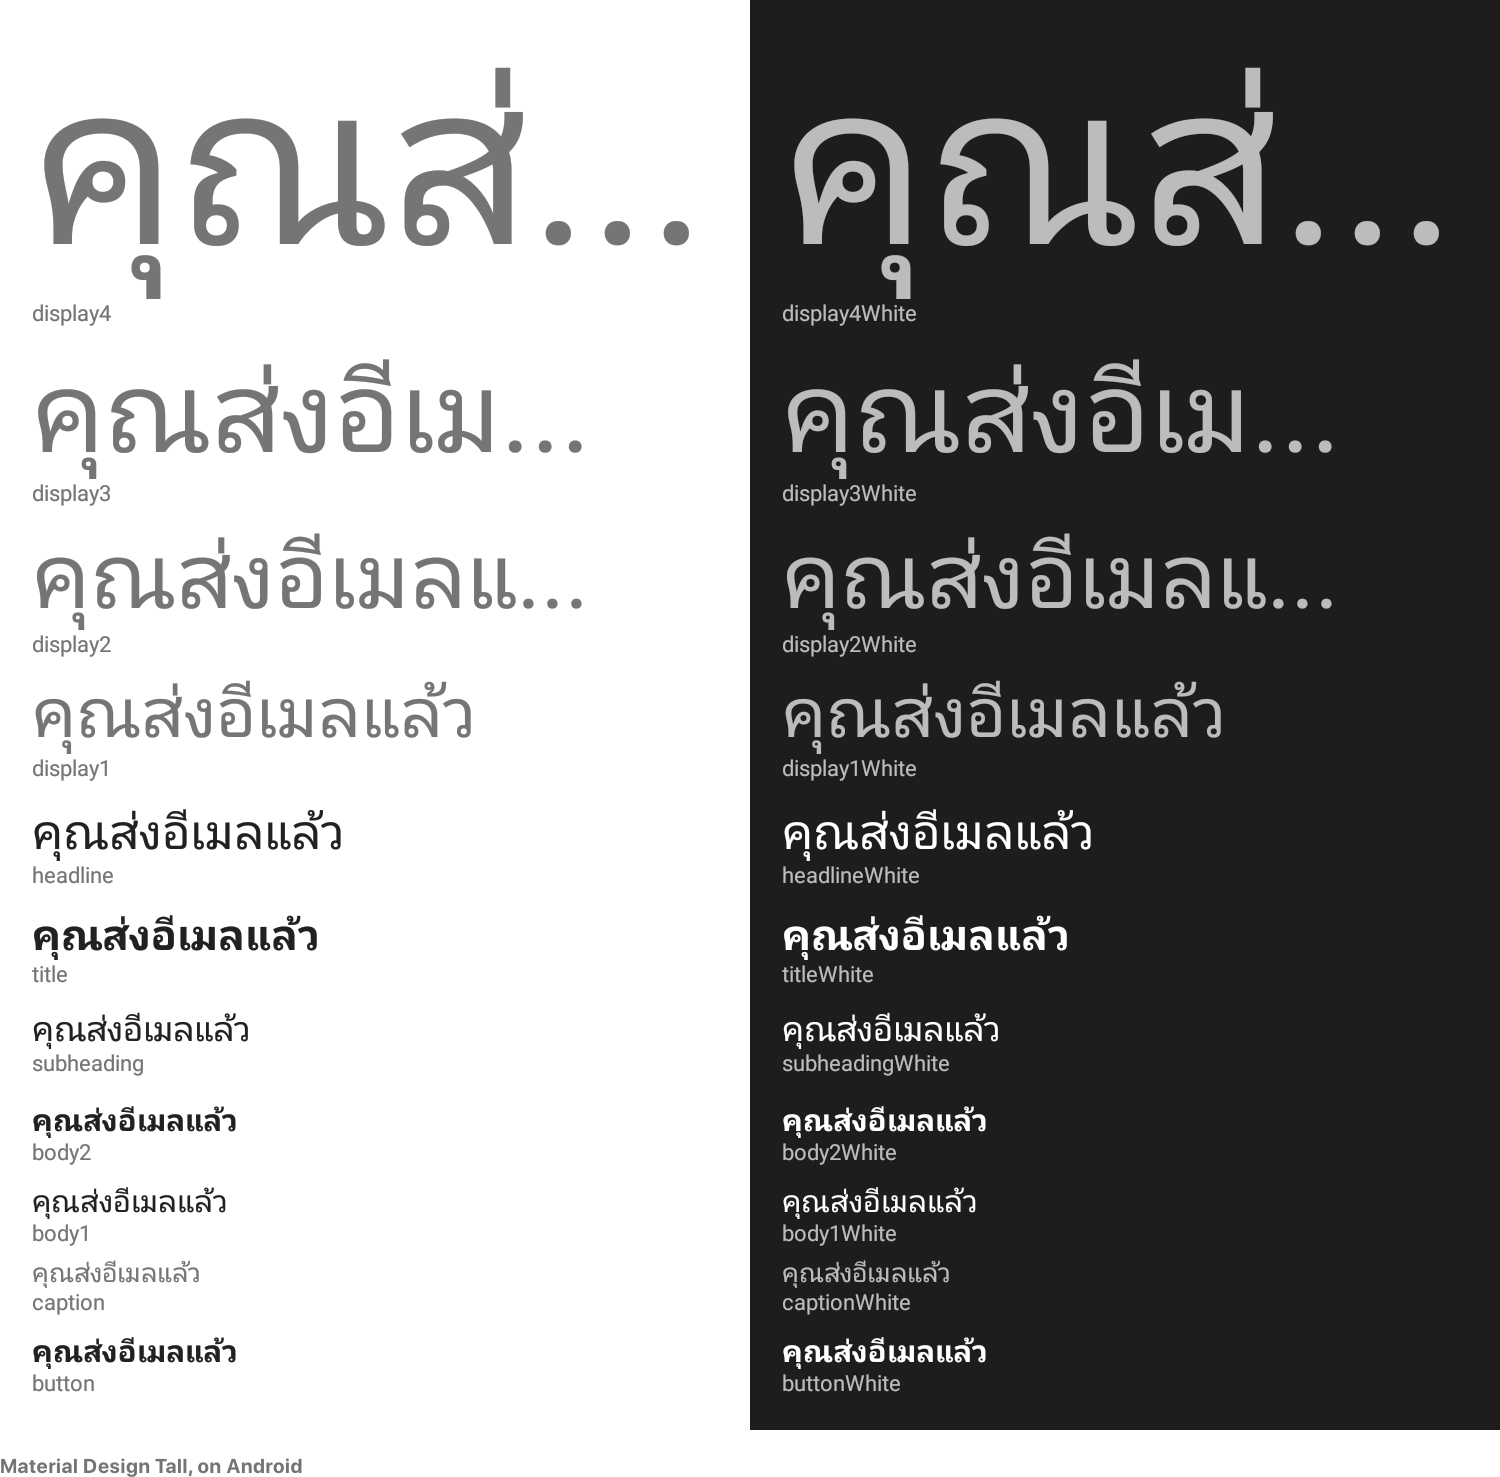 คุณส่...
display4
คุณส่งอีเม...
display3
คุณส่งอีเมลแ...
display2
คุณส่งอีเมลแล้ว
display1
คุณส่งอีเมลแล้ว
headline
คุณส่งอีเมลแล้ว
title
คุณส่งอีเมลแล้ว
subheading
คุณส่งอีเมลแล้ว
body2
คุณส่งอีเมลแล้ว
body1
คุณส่งอีเมลแล้ว
caption
คุณส่งอีเมลแล้ว
button
คุณส่...
display4White
คุณส่งอีเม...
display3White
คุณส่งอีเมลแ...
display2White
คุณส่งอีเมลแล้ว
display1White
คุณส่งอีเมลแล้ว
headlineWhite
คุณส่งอีเมลแล้ว
titleWhite
คุณส่งอีเมลแล้ว
subheadingWhite
คุณส่งอีเมลแล้ว
body2White
คุณส่งอีเมลแล้ว
body1White
คุณส่งอีเมลแล้ว
captionWhite
คุณส่งอีเมลแล้ว
buttonWhite
Material Design Tall, on Android